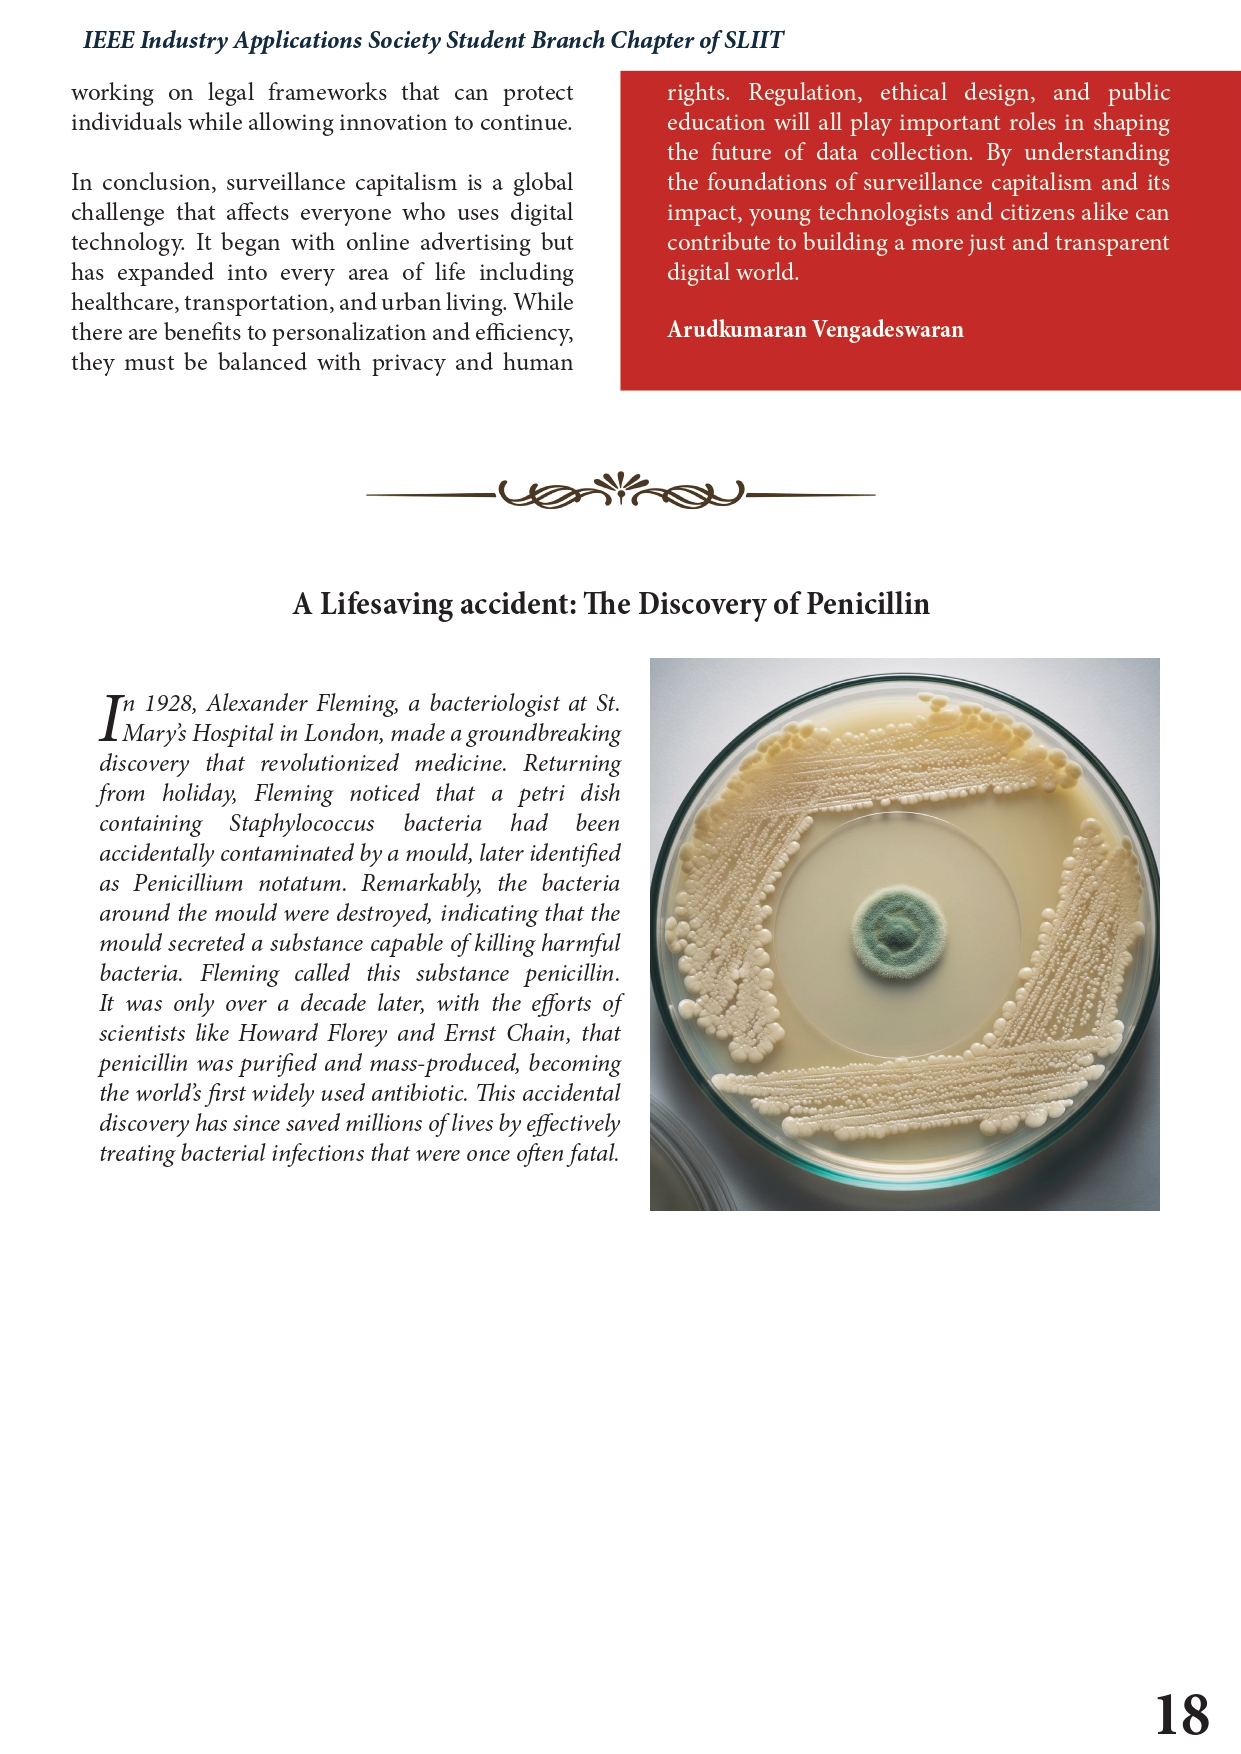 IEEE Industry Applications Society Student Branch Chapter of SLIIT
working on legal frameworks that can protect
individuals while allowing innovation to continue.
In conclusion, surveillance capitalism is a global
challenge that affects everyone who uses digital
technology. It began with online advertising but
has expanded into every area of life including
healthcare, transportation, and urban living. While
there are benefits to personalization and efficiency,
they must be balanced with privacy and human
rights. Regulation, ethical design, and public
education will all play important roles in shaping
the future of data collection. By understanding
the foundations of surveillance capitalism and its
impact, young technologists and citizens alike can
contribute to building a more just and transparent
digital world.
Arudkumaran Vengadeswaran
A Lifesaving accident: The Discovery of Penicillin
In 1928, Alexander Fleming, a bacteriologist at St.
Mary’s Hospital in London, made a groundbreaking
discovery that revolutionized medicine. Returning
from holiday, Fleming noticed that a petri dish
containing Staphylococcus bacteria had been
accidentally contaminated by a mould, later identified
as Penicillium notatum. Remarkably, the bacteria
around the mould were destroyed, indicating that the
mould secreted a substance capable of killing harmful
bacteria. Fleming called this substance penicillin.
It was only over a decade later, with the efforts of
scientists like Howard Florey and Ernst Chain, that
penicillin was purified and mass-produced, becoming
the world’s first widely used antibiotic. This accidental
discovery has since saved millions of lives by effectively
treating bacterial infections that were once often fatal.
18